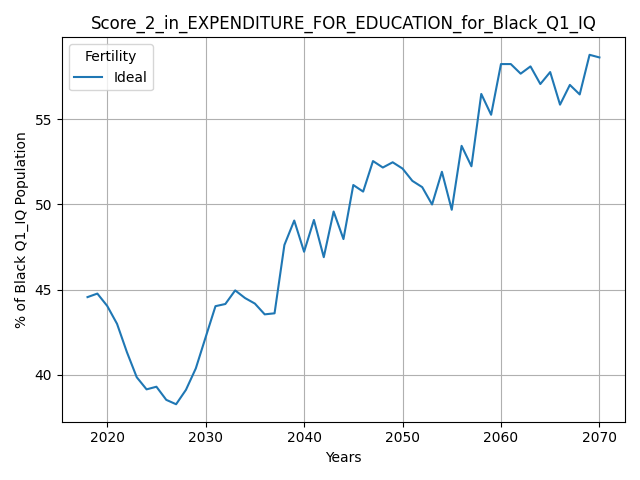 Score_2_in_EXPENDITURE_FOR_EDUCATION_for_Black_Q1_IQ
Fertility
Ideal
% of Black Q1_IQ Population
55
50
45
40
2020 2030 2040 2050 2060 2070
Years